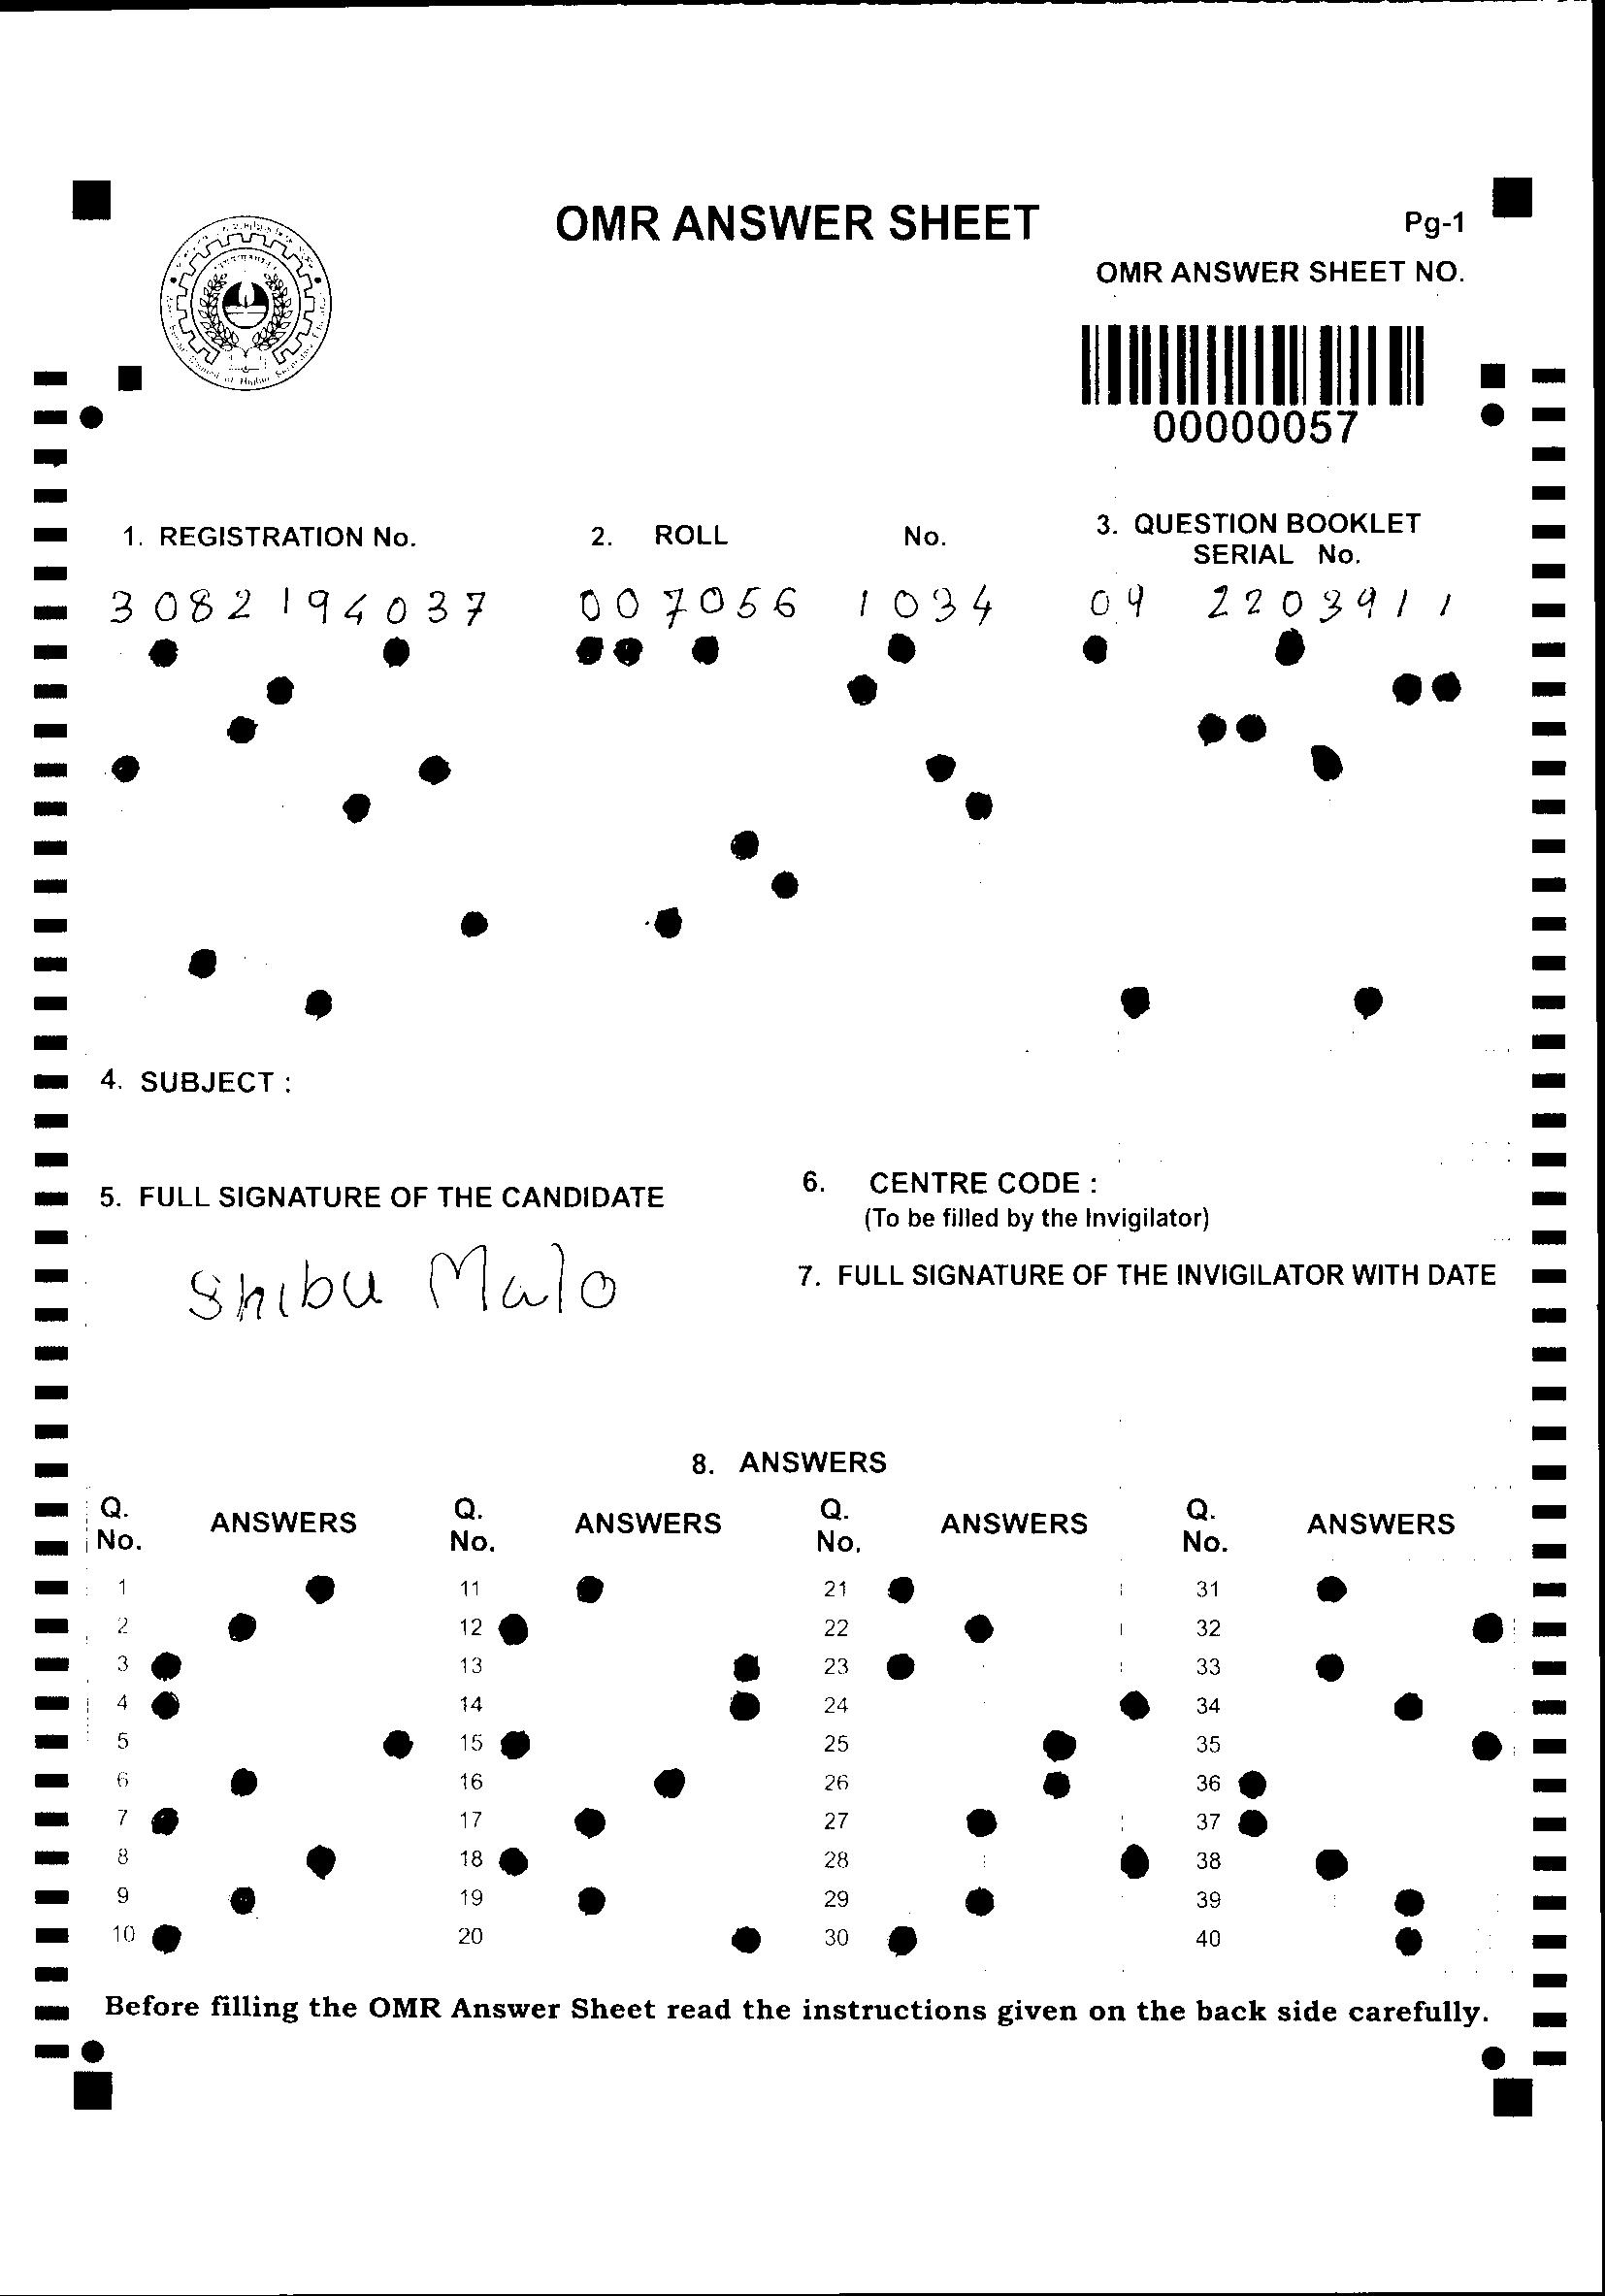 OMR ANSWER SHEET
Pg-1
OMR ANSWER SHEET NO.
00000057
1. REGISTRATION No.
2. ROLL No.
3. QUESTION BOOKLET
SERIAL No.
3082194037 007056 1034 09 2203911
4. SUBJECT :
5. FULL SIGNATURE OF THE CANDIDATE
6. CENTRE CODE :
(To be filled by the Invigilator)
Shibu Malo
7. FULL SIGNATURE OF THE INVIGILATOR WITH DATE
8. ANSWERS
Q. No. ANSWERS Q. No. ANSWERS Q. No. ANSWERS Q. No. ANSWERS
1 11 21 31
2 12 22 32
3 13 23 33
4 14 24 34
5 15 25 35
6 16 26 36
7 17 27 37
8 18 28 38
9 19 29 39
10 20 30 40
Before filling the OMR Answer Sheet read the instructions given on the back side carefully.